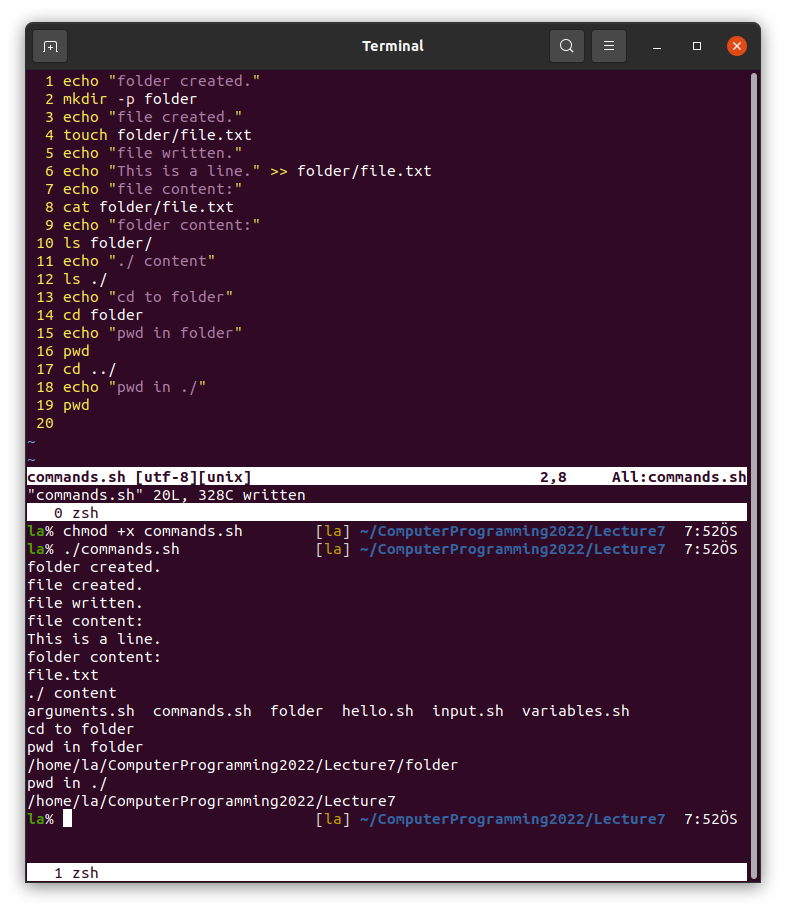 Terminal
1 echo "folder created."
2 mkdir -p folder
3 echo "file created."
4 touch folder/file.txt
5 echo "file written."
6 echo "This is a line." >> folder/file.txt
7 echo "file content:"
8 cat folder/file.txt
9 echo "folder content:"
10 ls folder/
11 echo "./ content"
12 ls ./
13 echo "cd to folder"
14 cd folder
15 echo "pwd in folder"
16 pwd
17 cd ../
18 echo "pwd in ./"
19 pwd
20
~
~
commands.sh [utf-8][unix] 2,8 All:commands.sh
"commands.sh" 20L, 328C written
0 zsh
la% chmod +x commands.sh [la] ~/ComputerProgramming2022/Lecture7 7:52ÖS
la% ./commands.sh [la] ~/ComputerProgramming2022/Lecture7 7:52ÖS
folder created.
file created.
file written.
file content:
This is a line.
folder content:
file.txt
./ content
arguments.sh commands.sh folder hello.sh input.sh variables.sh
cd to folder
pwd in folder
/home/la/ComputerProgramming2022/Lecture7/folder
pwd in ./
/home/la/ComputerProgramming2022/Lecture7
la% [la] ~/ComputerProgramming2022/Lecture7 7:52ÖS
1 zsh